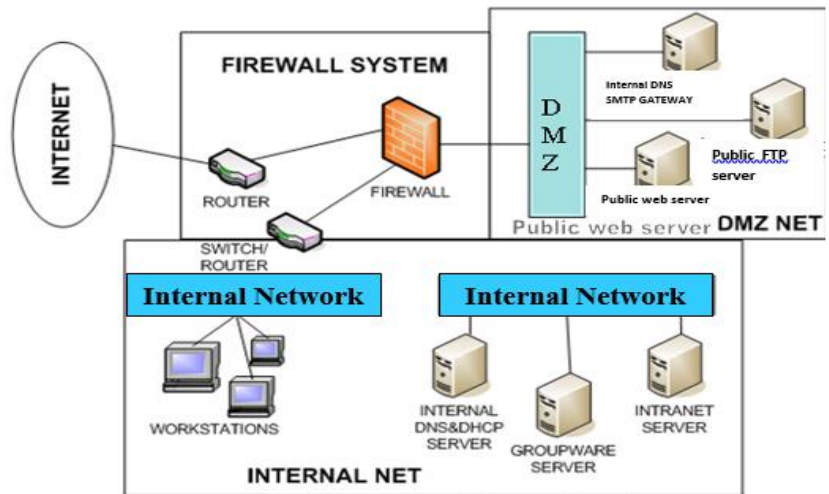 INTERNET
FIREWALL SYSTEM
ROUTER
FIREWALL
SWITCH/
ROUTER
D
M
Z
Internal DNS
SMTP GATEWAY
Public FTP
server
Public web server
Public web server
DMZ NET
Internal Network
Internal Network
WORKSTATIONS
INTERNAL
DNS&DHCP
SERVER
GROUPWARE
SERVER
INTRANET
SERVER
INTERNAL NET